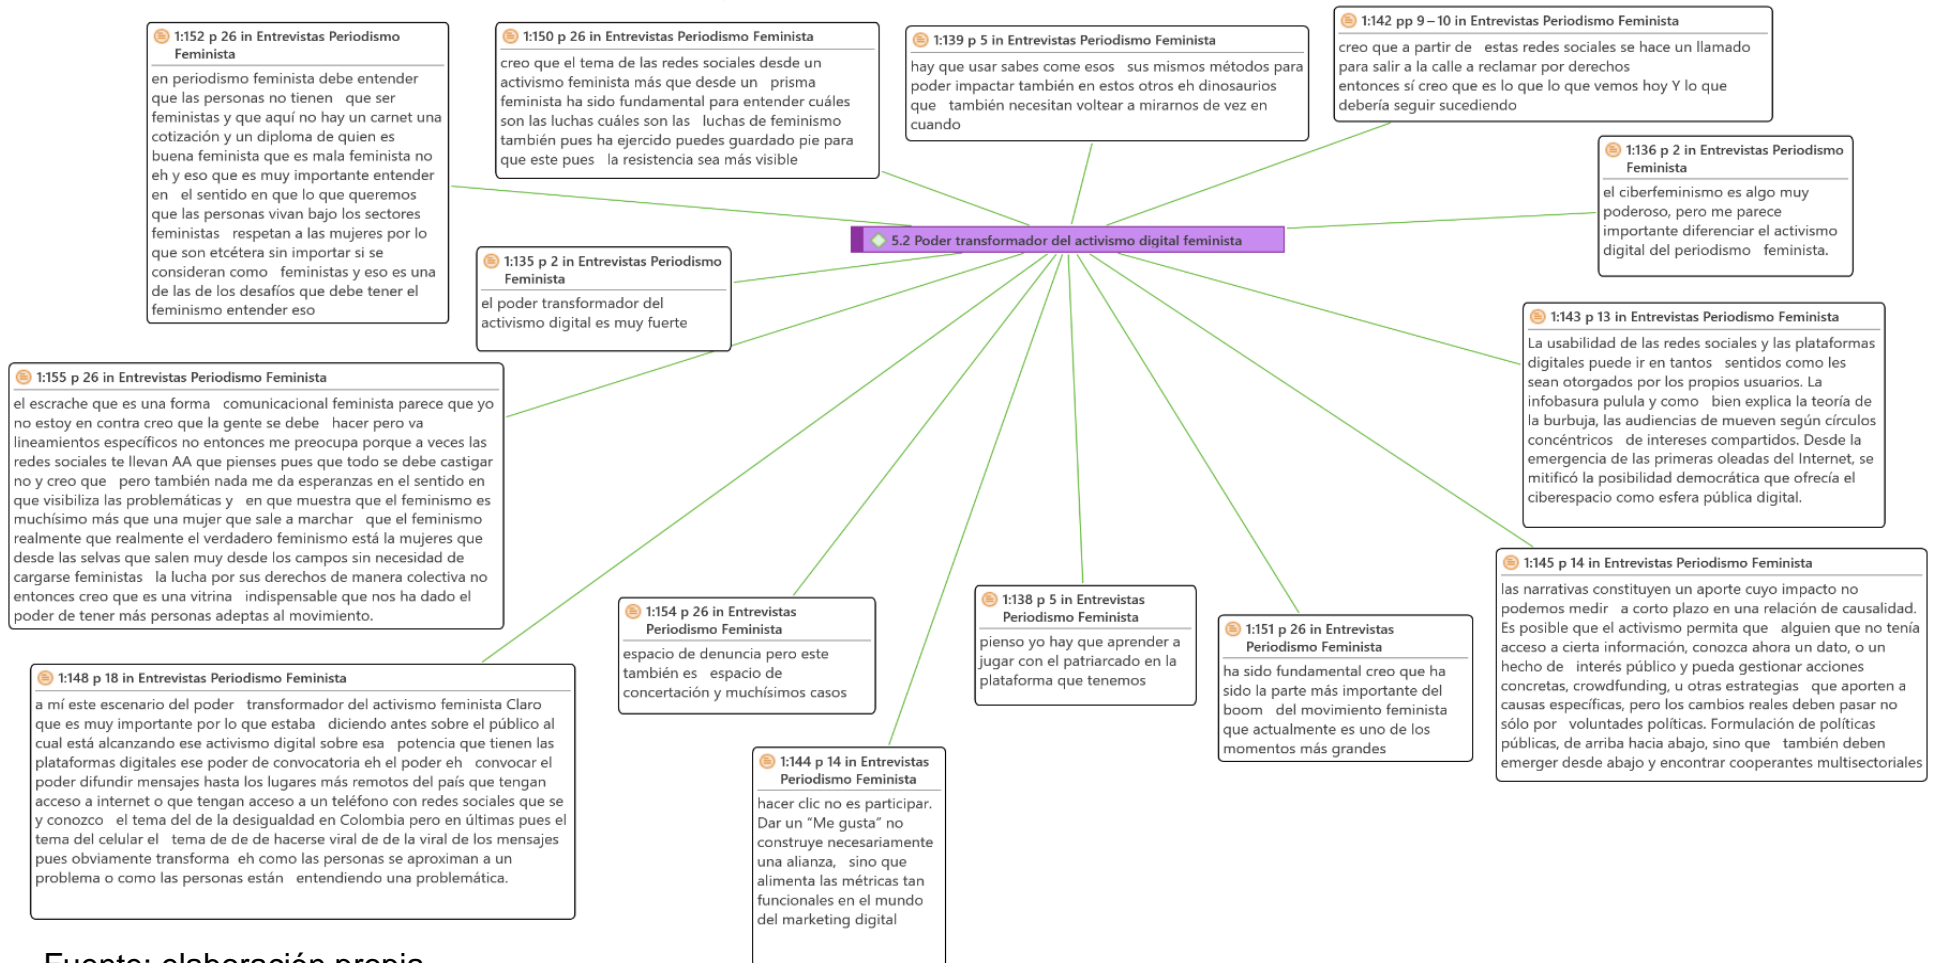 1:152 p 26 in Entrevistas Periodismo
Feminista
en periodismo feminista debe entender
que las personas no tienen que ser
feministas y que aquí no hay un carnet una
cotización y un diploma de quien es
buena feminista que es mala feminista no
eh y eso que es muy importante entender
en el sentido en que lo que queremos
que las personas vivan bajo los sectores
feministas respetan a las mujeres por lo
que son etcétera sin importar si se
consideran como feministas y eso es una
de las de los desafíos que debe tener el
feminismo entender eso
1:150 p 26 in Entrevistas Periodismo Feminista
creo que el tema de las redes sociales desde un
activismo feminista más que desde un prisma
feminista ha sido fundamental para entender cuáles
son las luchas cuáles son las luchas de feminismo
también pues ha ejercido puedes guardado pie para
que este pues la resistencia sea más visible
1:139 p 5 in Entrevistas Periodismo Feminista
hay que usar sabes come esos sus mismos métodos para
poder impactar también en estos otros eh dinosaurios
que también necesitan voltear a mirarnos de vez en
cuando
1:142 pp 9 – 10 in Entrevistas Periodismo Feminista
creo que a partir de estas redes sociales se hace un llamado
para salir a la calle a reclamar por derechos
entonces sí creo que es lo que lo que vemos hoy Y lo que
debería seguir sucediendo
1:136 p 2 in Entrevistas Periodismo
Feminista
el ciberfeminismo es algo muy
poderoso, pero me parece
importante diferenciar el activismo
digital del periodismo feminista.
5.2 Poder transformador del activismo digital feminista
1:135 p 2 in Entrevistas Periodismo
Feminista
el poder transformador del
activismo digital es muy fuerte
1:143 p 13 in Entrevistas Periodismo Feminista
La usabilidad de las redes sociales y las plataformas
digitales puede ir en tantos sentidos como les
sean otorgados por los propios usuarios. La
infobasura pulula y como bien explica la teoría de
la burbuja, las audiencias de mueven según círculos
concéntricos de intereses compartidos. Desde la
emergencia de las primeras oleadas del Internet, se
mitificó la posibilidad democrática que ofrecía el
ciberespacio como esfera pública digital.
1:155 p 26 in Entrevistas Periodismo Feminista
el escrache que es una forma comunicacional feminista parece que yo
no estoy en contra creo que la gente se debe hacer pero va
lineamientos específicos no entonces me preocupa porque a veces las
redes sociales te llevan AA que pienses pues que todo se debe castigar
no y creo que pero también nada me da esperanzas en el sentido en
que visibiliza las problemáticas y en que muestra que el feminismo es
muchísimo más que una mujer que sale a marchar que el feminismo
realmente que realmente el verdadero feminismo está la mujeres que
desde las selvas que salen muy desde los campos sin necesidad de
cargarse feministas la lucha por sus derechos de manera colectiva no
entonces creo que es una vitrina indispensable que nos ha dado el
poder de tener más personas adeptas al movimiento.
1:145 p 14 in Entrevistas Periodismo Feminista
las narrativas constituyen un aporte cuyo impacto no
podemos medir a corto plazo en una relación de causalidad.
Es posible que el activismo permita que alguien que no tenía
acceso a cierta información, conozca ahora un dato, o un
hecho de interés público y pueda gestionar acciones
concretas, crowdfunding, u otras estrategias que aporten a
causas específicas, pero los cambios reales deben pasar no
sólo por voluntades políticas. Formulación de políticas
públicas, de arriba hacia abajo, sino que también deben
emerger desde abajo y encontrar cooperantes multisectoriales
1:154 p 26 in Entrevistas
Periodismo Feminista
espacio de denuncia pero este
también es espacio de
concertación y muchísimos casos
1:138 p 5 in Entrevistas
Periodismo Feminista
pienso yo hay que aprender a
jugar con el patriarcado en la
plataforma que tenemos
1:151 p 26 in Entrevistas
Periodismo Feminista
ha sido fundamental creo que ha
sido la parte más importante del
boom del movimiento feminista
que actualmente es uno de los
momentos más grandes
1:148 p 18 in Entrevistas Periodismo Feminista
a mí este escenario del poder transformador del activismo feminista Claro
que es muy importante por lo que estaba diciendo antes sobre el público al
cual está alcanzando ese activismo digital sobre esa potencia que tienen las
plataformas digitales ese poder de convocatoria eh el poder eh convocar el
poder difundir mensajes hasta los lugares más remotos del país que tengan
acceso a internet o que tengan acceso a un teléfono con redes sociales que se
y conozco el tema del de la desigualdad en Colombia pero en últimas pues el
tema del celular el tema de de de hacerse viral de de la viral de los mensajes
pues obviamente transforma eh como las personas se aproximan a un
problema o como las personas están entendiendo una problemática.
1:144 p 14 in Entrevistas
Periodismo Feminista
hacer clic no es participar.
Dar un "Me gusta" no
construye necesariamente
una alianza, sino que
alimenta las métricas tan
funcionales en el mundo
del marketing digital
Fuente: elaboración propia